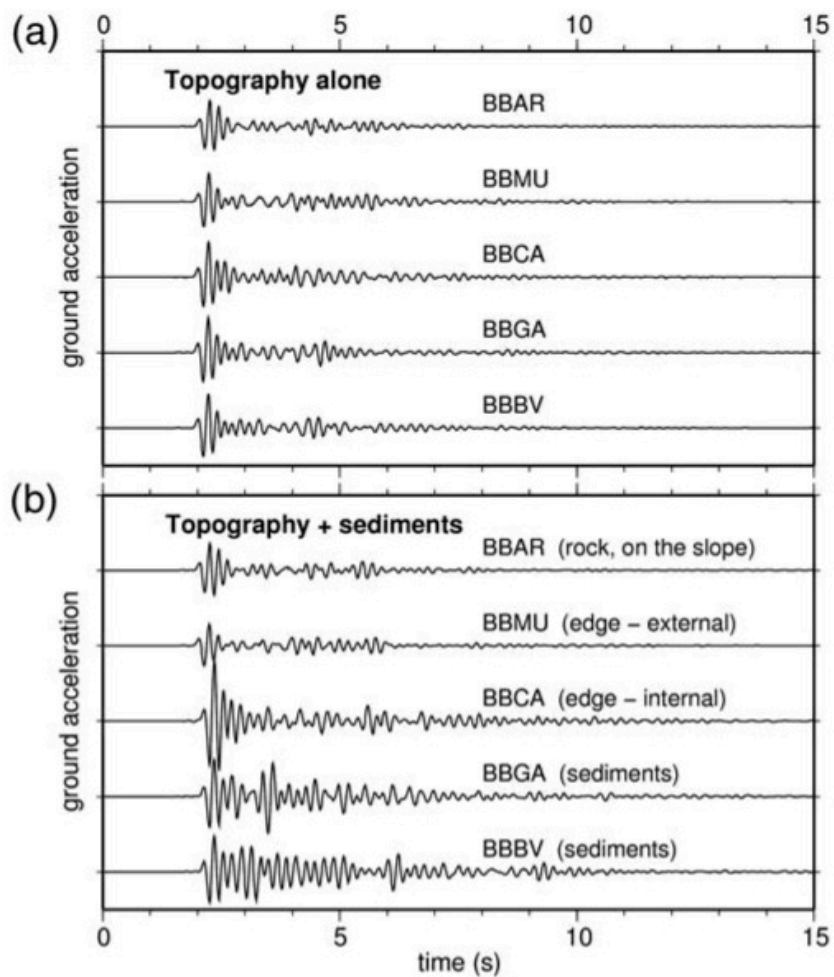 (a)
0 5 10 15
Topography alone
BBAR
BBMU
BBCA
BBGA
BBBV
ground acceleration
(b)
Topography + sediments
BBAR (rock, on the slope)
BBMU (edge − external)
BBCA (edge − internal)
BBGA (sediments)
BBBV (sediments)
ground acceleration
0 5 10 15
time (s)